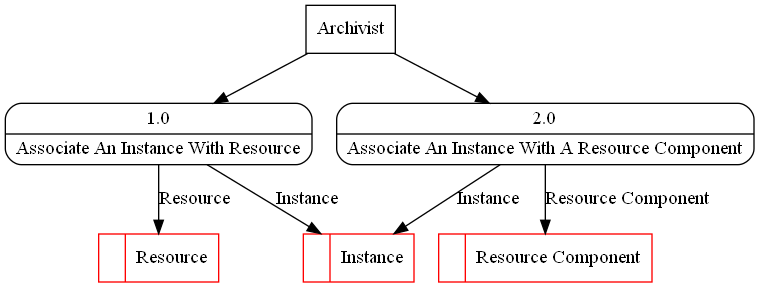 Archivist
1.0
2.0
Associate An Instance With Resource
Associate An Instance With A Resource Component
Resource
Instance
Instance
Resource Component
Resource
Instance
Resource Component